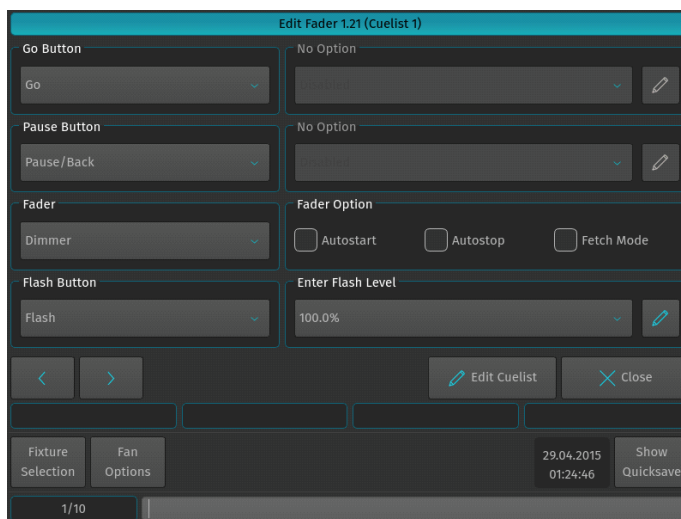 Edit Fader 1.21 (Cuelist 1)
Go Button
No Option
Go
Disabled
Pause Button
No Option
Pause/Back
Disabled
Fader
Fader Option
Dimmer
Autostart
Autostop
Fetch Mode
Flash Button
Enter Flash Level
Flash
100.0%
Edit Cuelist
Close
Fixture
Selection
Fan
Options
29.04.2015
01:24:46
Show
Quicksave
1/10